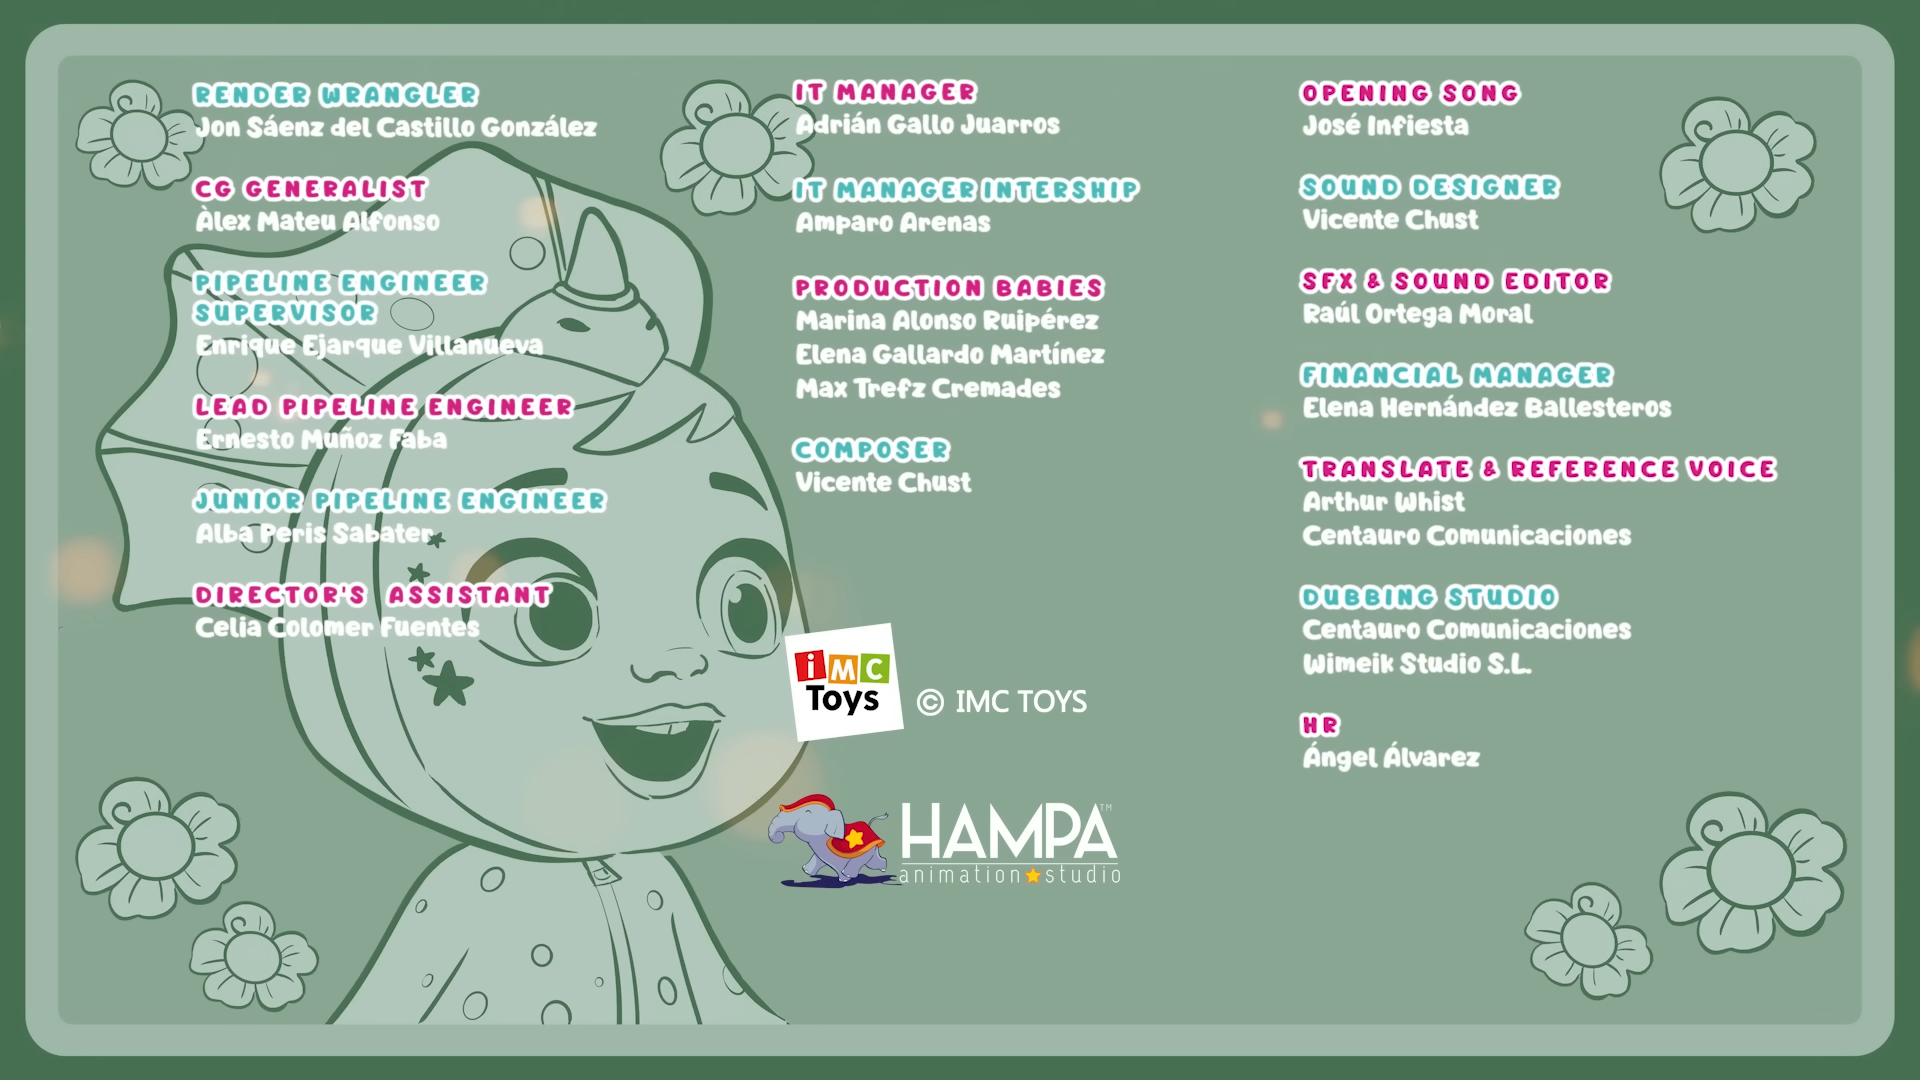 RENDER WRANGLER
Jon Sáenz del Castillo González
CG GENERALIST
Àlex Mateu Alfonso
PIPELINE ENGINEER
SUPERVISOR
Enrique Ejarque Villanueva
LEAD PIPELINE ENGINEER
Ernesto Muñoz Faba
JUNIOR PIPELINE ENGINEER
Alba Peris Sabater
DIRECTOR'S ASSISTANT
Celia Colomer Fuentes
IT MANAGER
Adrián Gallo Juarros
IT MANAGER INTERSHIP
Amparo Arenas
PRODUCTION BABIES
Marina Alonso Ruipérez
Elena Gallardo Martínez
Max Trefz Cremades
COMPOSER
Vicente Chust
iMC
Toys
© IMC TOYS
HAMPA™
animation studio
OPENING SONG
José Infiesta
SOUND DESIGNER
Vicente Chust
SFX & SOUND EDITOR
Raúl Ortega Moral
FINANCIAL MANAGER
Elena Hernández Ballesteros
TRANSLATE & REFERENCE VOICE
Arthur Whist
Centauro Comunicaciones
DUBBING STUDIO
Centauro Comunicaciones
Wimeik Studio S.L.
HR
Ángel Álvarez